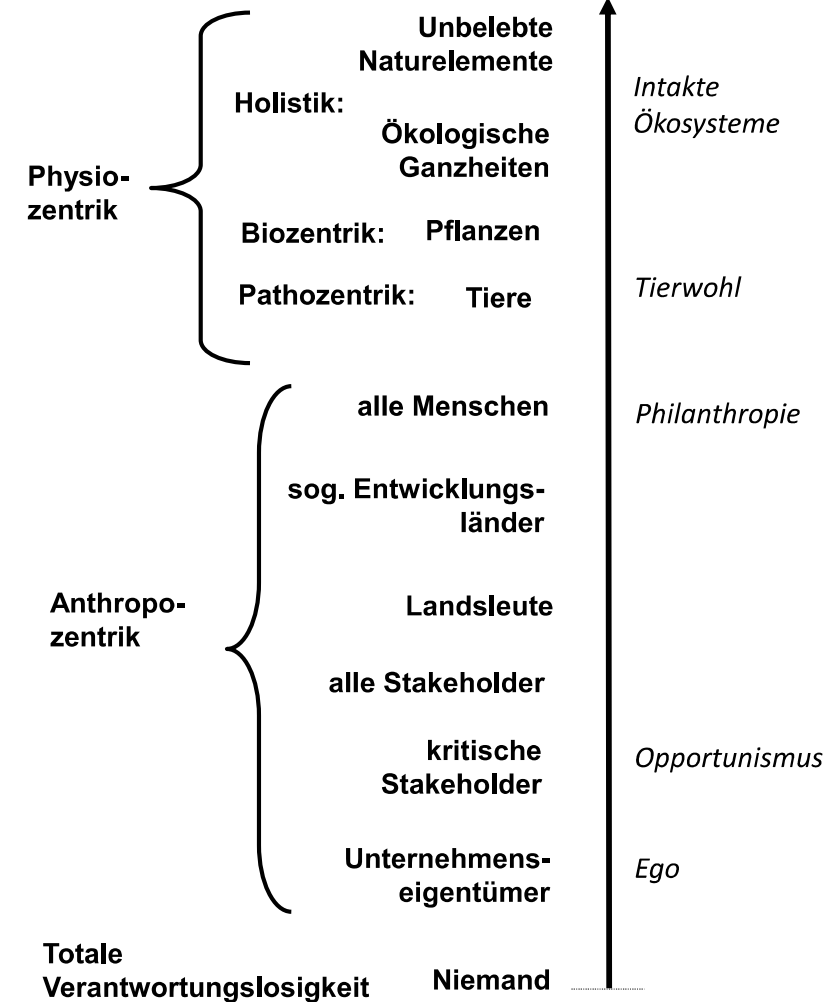 Unbelebte
Naturelemente
Holistik:
Intakte
Ökosysteme
Ökologische
Ganzheiten
Physio-
zentrik
Biozentrik: Pflanzen
Pathozentrik: Tiere
Tierwohl
alle Menschen
Philanthropie
sog. Entwicklungs-
länder
Anthropo-
zentrik
Landsleute
alle Stakeholder
kritische
Stakeholder
Opportunismus
Unternehmens-
eigentümer
Ego
Totale
Verantwortungslosigkeit
Niemand